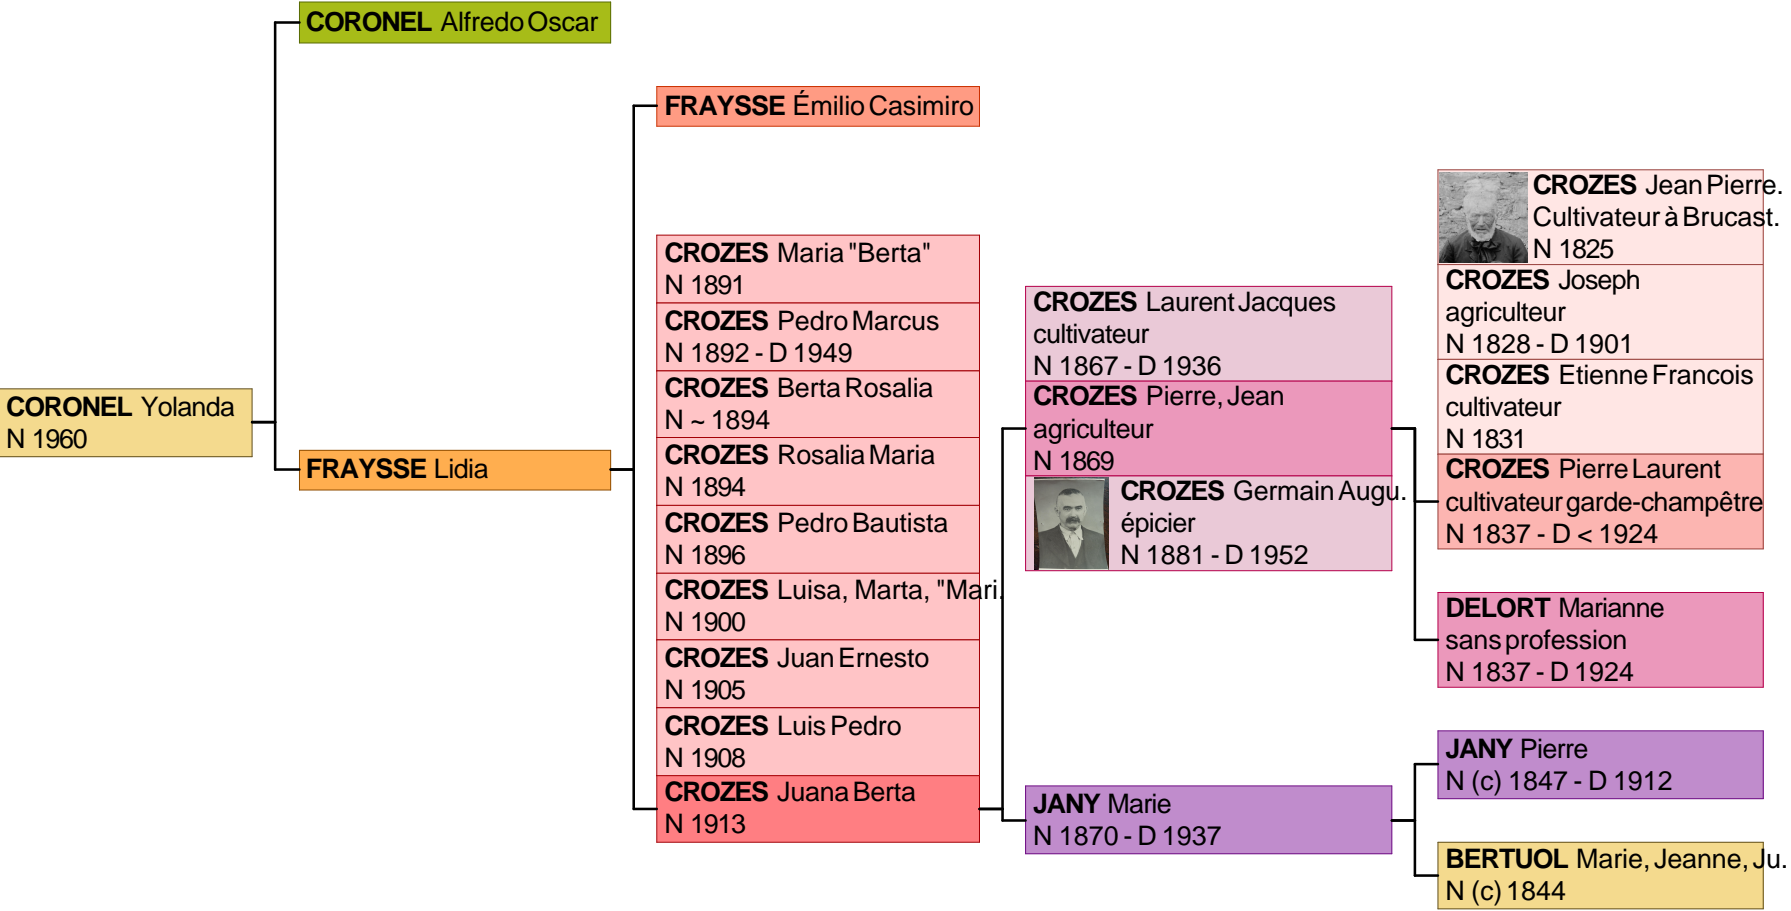 CORONEL Alfredo Oscar
FRAYSSE Émilio Casimiro
CORONEL Yolanda
N 1960
FRAYSSE Lidia
CROZES Maria "Berta"
N 1891
CROZES Pedro Marcus
N 1892 - D 1949
CROZES Berta Rosalia
N ~ 1894
CROZES Rosalia Maria
N 1894
CROZES Pedro Bautista
N 1896
CROZES Luisa, Marta, "Mari.
N 1900
CROZES Juan Ernesto
N 1905
CROZES Luis Pedro
N 1908
CROZES Juana Berta
N 1913
CROZES Laurent Jacques
cultivateur
N 1867 - D 1936
CROZES Pierre, Jean
agriculteur
N 1869
CROZES Germain Augu.
épicier
N 1881 - D 1952
JANY Marie
N 1870 - D 1937
CROZES Jean Pierre.
Cultivateur à Brucast.
N 1825
CROZES Joseph
agriculteur
N 1828 - D 1901
CROZES Etienne Francois
cultivateur
N 1831
CROZES Pierre Laurent
cultivateur garde-champêtre
N 1837 - D < 1924
DELORT Marianne
sans profession
N 1837 - D 1924
JANY Pierre
N (c) 1847 - D 1912
BERTUOL Marie, Jeanne, Ju.
N (c) 1844